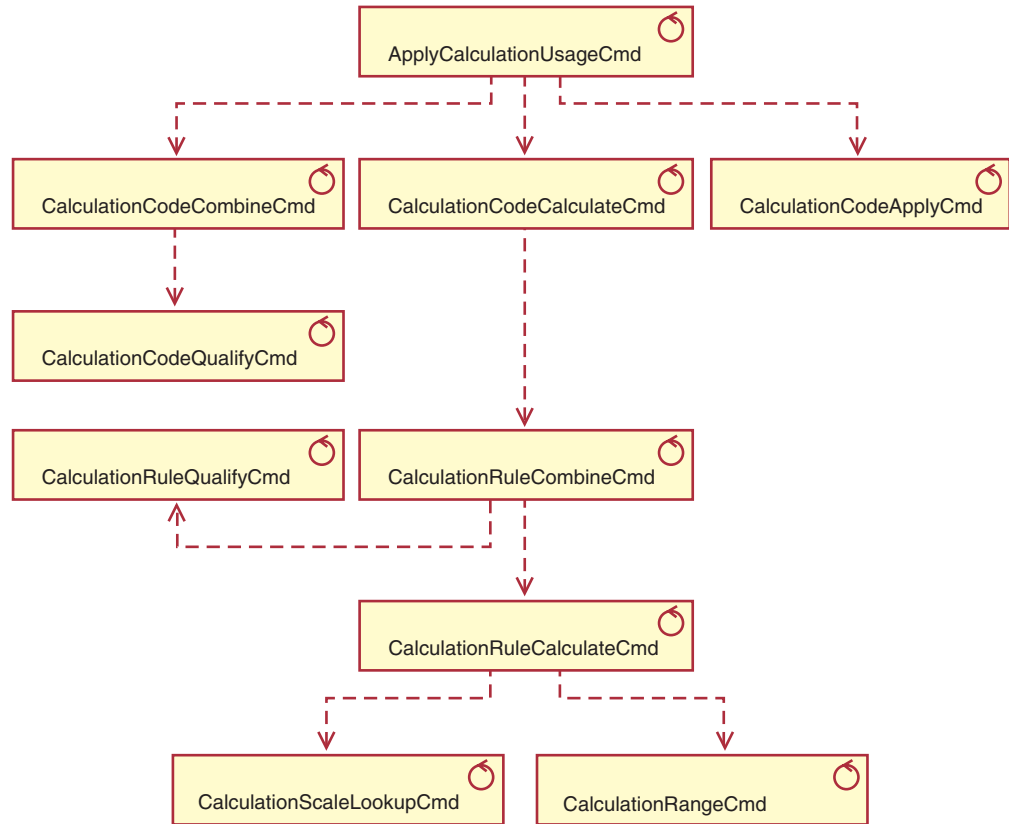 ApplyCalculationUsageCmd
CalculationCodeCombineCmd
CalculationCodeCalculateCmd
CalculationCodeApplyCmd
CalculationCodeQualifyCmd
CalculationRuleQualifyCmd
CalculationRuleCombineCmd
CalculationRuleCalculateCmd
CalculationScaleLookupCmd
CalculationRangeCmd